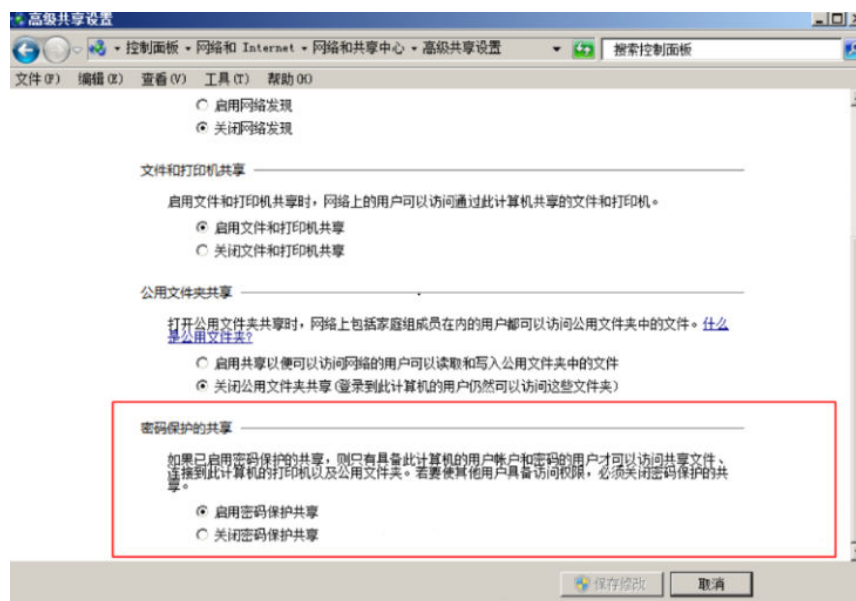 高级共享设置
控制面板 网络和 Internet 网络和共享中心 高级共享设置 搜索控制面板
文件(F) 编辑(E) 查看(V) 工具(T) 帮助(H)
启用网络发现
关闭网络发现
文件和打印机共享
启用文件和打印机共享时，网络上的用户可以访问通过此计算机共享的文件和打印机。
启用文件和打印机共享
关闭文件和打印机共享
公用文件夹共享
打开公用文件夹共享时，网络上包括家庭组成员在内的用户都可以访问公用文件夹中的文件。什么
是公用文件夹?
启用共享以便可以访问网络的用户可以读取和写入公用文件夹中的文件
关闭公用文件夹共享(登录到此计算机的用户仍然可以访问这些文件夹)
密码保护的共享
如果已启用密码保护的共享，则只有具备此计算机的用户帐户和密码的用户才可以访问共享文件、
连接到此计算机的打印机以及公用文件夹。若要使其他用户具备访问权限，必须关闭密码保护的共
享。
启用密码保护共享
关闭密码保护共享
保存修改 取消